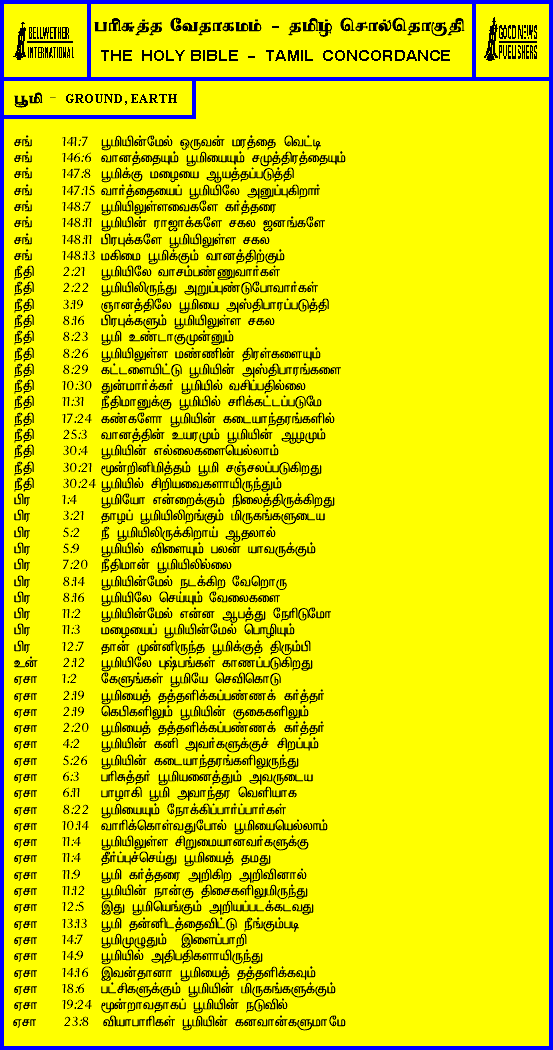 BELLWETHER
INTERNATIONAL
பரிசுத்த வேதாகமம் - தமிழ் சொல்தொகுதி
THE HOLY BIBLE - TAMIL CONCORDANCE
GOOD NEWS
PUBLISHERS
பூமி - GROUND, EARTH
சங் 141:7 பூமியின்மேல் ஒருவன் மரத்தை வெட்டி
சங் 146:6 வானத்தையும் பூமியையும் சமுத்திரத்தையும்
சங் 147:8 பூமிக்கு மழையை ஆயத்தப்படுத்தி
சங் 147:15 வார்த்தையைப் பூமியிலே அனுப்புகிறார்
சங் 148:7 பூமியிலுள்ளவைகளே கர்த்தரை
சங் 148:11 பூமியின் ராஜாக்களே சகல ஜனங்களே
சங் 148:11 பிரபுக்களே பூமியிலுள்ள சகல
சங் 148:13 மகிமை பூமிக்கும் வானத்திற்கும்
நீதி 2:21 பூமியிலே வாசம்பண்ணுவார்கள்
நீதி 2:22 பூமியிலிருந்து அறுப்புண்டுபோவார்கள்
நீதி 3:19 ஞானத்திலே பூமியை அஸ்திபாரப்படுத்தி
நீதி 8:16 பிரபுக்களும் பூமியிலுள்ள சகல
நீதி 8:23 பூமி உண்டாகுமுன்னும்
நீதி 8:26 பூமியிலுள்ள மண்ணின் திரள்களையும்
நீதி 8:29 கட்டளையிட்டு பூமியின் அஸ்திபாரங்களை
நீதி 10:30 துன்மார்க்கர் பூமியில் வசிப்பதில்லை
நீதி 11:31 நீதிமானுக்கு பூமியில் சரிக்கட்டப்படுமே
நீதி 17:24 கண்களோ பூமியின் கடையாந்தரங்களில்
நீதி 25:3 வானத்தின் உயரமும் பூமியின் ஆழமும்
நீதி 30:4 பூமியின் எல்லைகளையெல்லாம்
நீதி 30:21 மூன்றினிமித்தம் பூமி சஞ்சலப்படுகிறது
நீதி 30:24 பூமியில் சிறியவைகளாயிருந்தும்
பிர 1:4 பூமியோ என்றைக்கும் நிலைத்திருக்கிறது
பிர 3:21 தாழப் பூமியிலிறங்கும் மிருகங்களுடைய
பிர 5:2 நீ பூமியிலிருக்கிறாய் ஆதலால்
பிர 5:9 பூமியில் விளையும் பலன் யாவருக்கும்
பிர 7:20 நீதிமான் பூமியிலில்லை
பிர 8:14 பூமியின்மேல் நடக்கிற வேறொரு
பிர 8:16 பூமியிலே செய்யும் வேலைகளை
பிர 11:2 பூமியின்மேல் என்ன ஆபத்து நேரிடுமோ
பிர 11:3 மழையைப் பூமியின்மேல் பொழியும்
பிர 12:7 தான் முன்னிருந்த பூமிக்குத் திரும்பி
உன் 2:12 பூமியிலே புஷ்பங்கள் காணப்படுகிறது
ஏசா 1:2 கேளுங்கள் பூமியே செவிகொடு
ஏசா 2:19 பூமியைத் தத்தளிக்கப்பண்ணக் கர்த்தர்
ஏசா 2:19 கெபிகளிலும் பூமியின் குகைகளிலும்
ஏசா 2:20 பூமியைத் தத்தளிக்கப்பண்ணக் கர்த்தர்
ஏசா 4:2 பூமியின் கனி அவர்களுக்குச் சிறப்பும்
ஏசா 5:26 பூமியின் கடையாந்தரங்களிலுருந்து
ஏசா 6:3 பரிசுத்தர் பூமியனைத்தும் அவருடைய
ஏசா 6:11 பாழாகி பூமி அவாந்தர வெளியாக
ஏசா 8:22 பூமியையும் நோக்கிப்பார்ப்பார்கள்
ஏசா 10:14 வாரிக்கொள்வதுபோல் பூமியையெல்லாம்
ஏசா 11:4 பூமியிலுள்ள சிறுமையானவர்களுக்கு
ஏசா 11:4 தீர்ப்புச்செய்து பூமியைத் தமது
ஏசா 11:9 பூமி கர்த்தரை அறிகிற அறிவினால்
ஏசா 11:12 பூமியின் நான்கு திசைகளிலுமிருந்து
ஏசா 12:5 இது பூமியெங்கும் அறியப்படக்கடவது
ஏசா 13:13 பூமி தன்னிடத்தைவிட்டு நீங்கும்படி
ஏசா 14:7 பூமிமுழுதும் இளைப்பாறி
ஏசா 14:9 பூமியில் அதிபதிகளாயிருந்து
ஏசா 14:16 இவன்தானா பூமியைத் தத்தளிக்கவும்
ஏசா 18:6 பட்சிகளுக்கும் பூமியின் மிருகங்களுக்கும்
ஏசா 19:24 மூன்றாவதாகப் பூமியின் நடுவில்
ஏசா 23:8 வியாபாரிகள் பூமியின் கனவான்களுமாமே